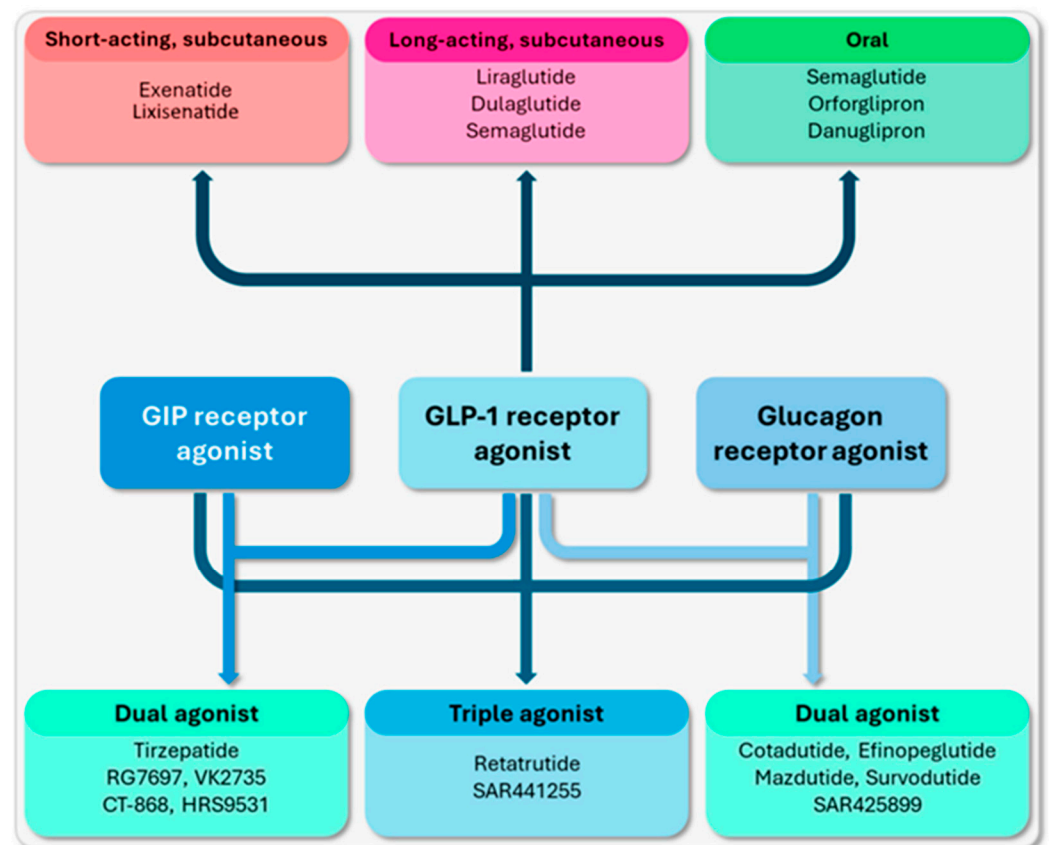 Short-acting, subcutaneous
Exenatide
Lixisenatide
Long-acting, subcutaneous
Liraglutide
Dulaglutide
Semaglutide
Oral
Semaglutide
Orforglipron
Danuglipron
GIP receptor
agonist
GLP-1 receptor
agonist
Glucagon
receptor agonist
Dual agonist
Tirzepatide
RG7697, VK2735
CT-868, HRS9531
Triple agonist
Retatrutide
SAR441255
Dual agonist
Cotadutide, Efinopeglutide
Mazdutide, Survodutide
SAR425899